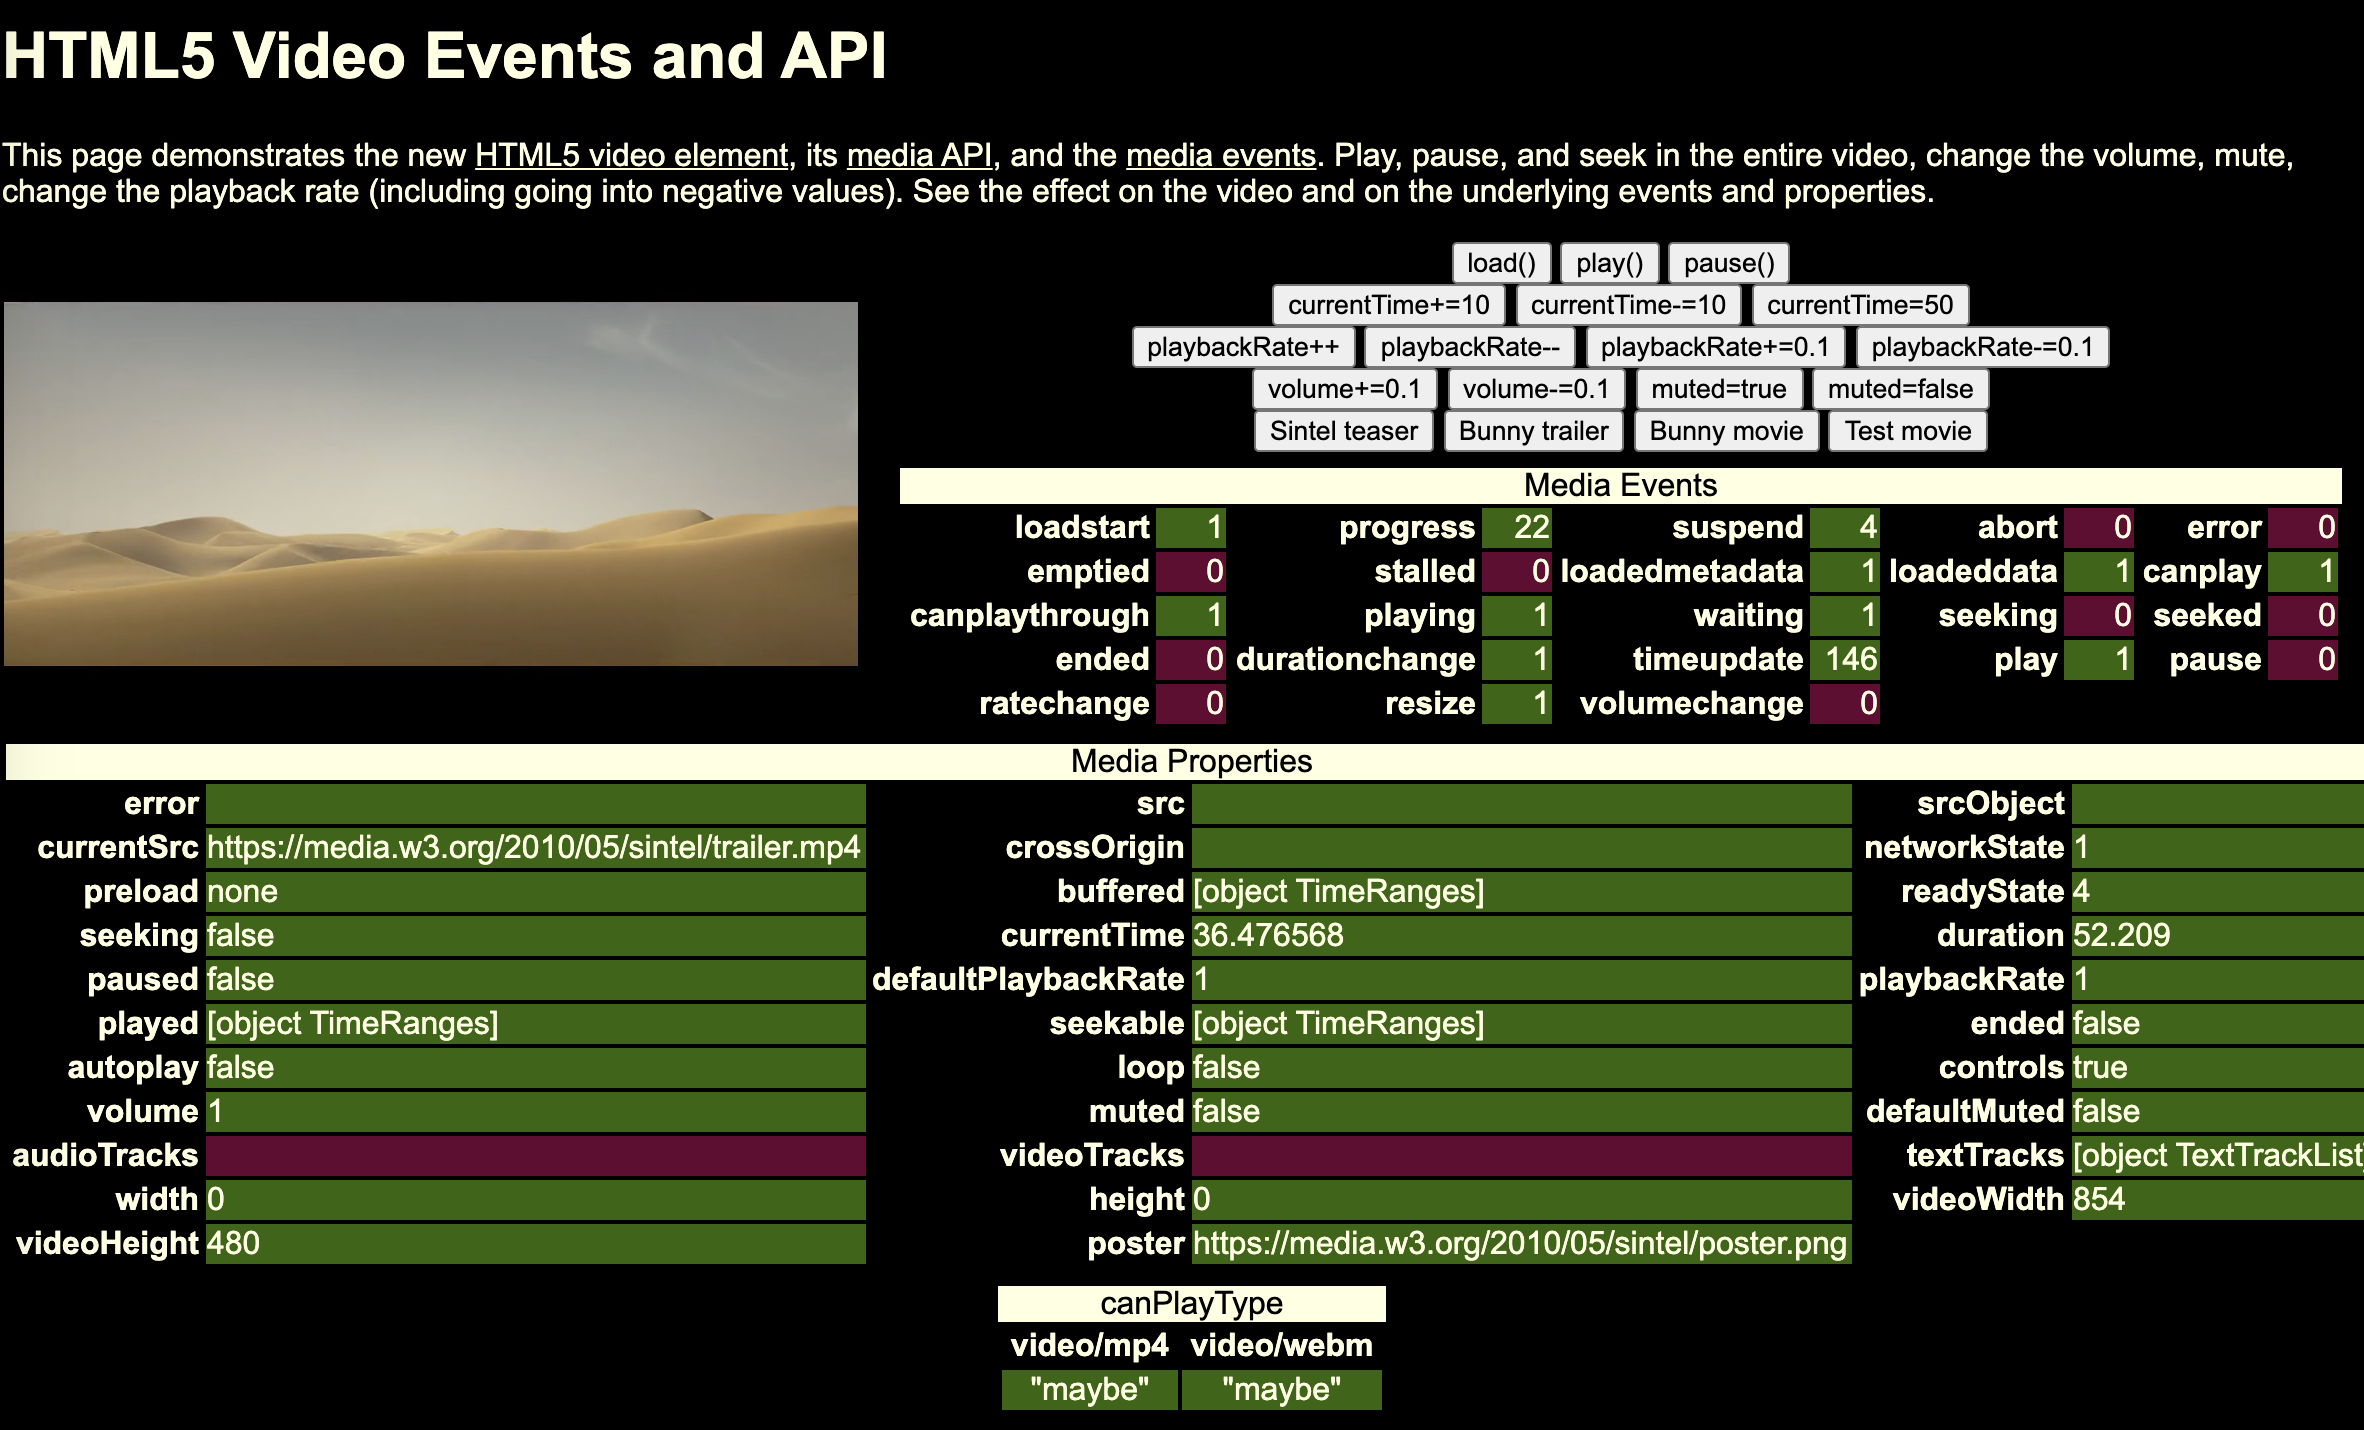 HTML5 Video Events and API
This page demonstrates the new HTML5 video element, its media API, and the media events. Play, pause, and seek in the entire video, change the volume, mute,
change the playback rate (including going into negative values). See the effect on the video and on the underlying events and properties.
load() play() pause()
currentTime+=10 currentTime-=10 currentTime=50
playbackRate++ playbackRate-- playbackRate+=0.1 playbackRate-=0.1
volume+=0.1 volume-=0.1 muted=true muted=false
Sintel teaser Bunny trailer Bunny movie Test movie
Media Events
loadstart 1 progress 22 suspend 4 abort 0 error 0
emptied 0 stalled 0 loadedmetadata 1 loadeddata 1 canplay 1
canplaythrough 1 playing 1 waiting 1 seeking 0 seeked 0
ended 0 durationchange 1 timeupdate 146 play 1 pause 0
ratechange 0 resize 1 volumechange 0
Media Properties
error src srcObject
currentSrc https://media.w3.org/2010/05/sintel/trailer.mp4 crossOrigin networkState 1
preload none buffered [object TimeRanges] readyState 4
seeking false currentTime 36.476568 duration 52.209
paused false defaultPlaybackRate 1 playbackRate 1
played [object TimeRanges] seekable [object TimeRanges] ended false
autoplay false loop false controls true
volume 1 muted false defaultMuted false
audioTracks videoTracks textTracks [object TextTrackList]
width 0 height 0 videoWidth 854
videoHeight 480 poster https://media.w3.org/2010/05/sintel/poster.png
canPlayType
video/mp4 video/webm
"maybe" "maybe"